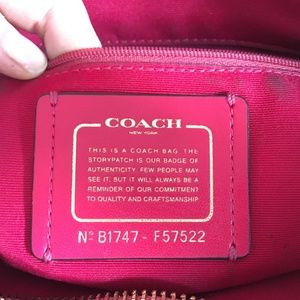 COACH
NEW YORK
THIS IS A COACH BAG. THE
STORYPATCH IS OUR BADGE OF
AUTHENTICITY. FEW PEOPLE MAY
SEE IT, BUT IT WILL ALWAYS BE A
REMINDER OF OUR COMMITMENT
TO QUALITY AND CRAFTSMANSHIP.
Nº B1747 - F57522